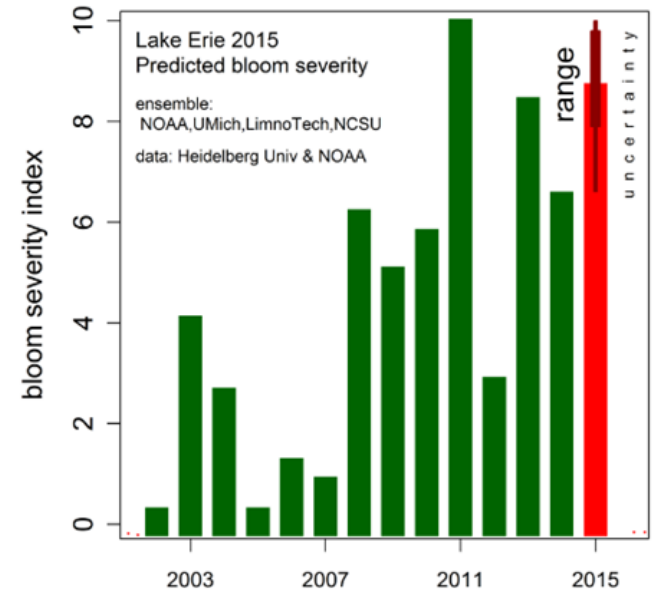 Lake Erie 2015
Predicted bloom severity
ensemble:
NOAA,UMich,LimnoTech,NCSU
data: Heidelberg Univ & NOAA
range
uncertainty
bloom severity index
10
8
6
4
2
0
2003 2007 2011 2015